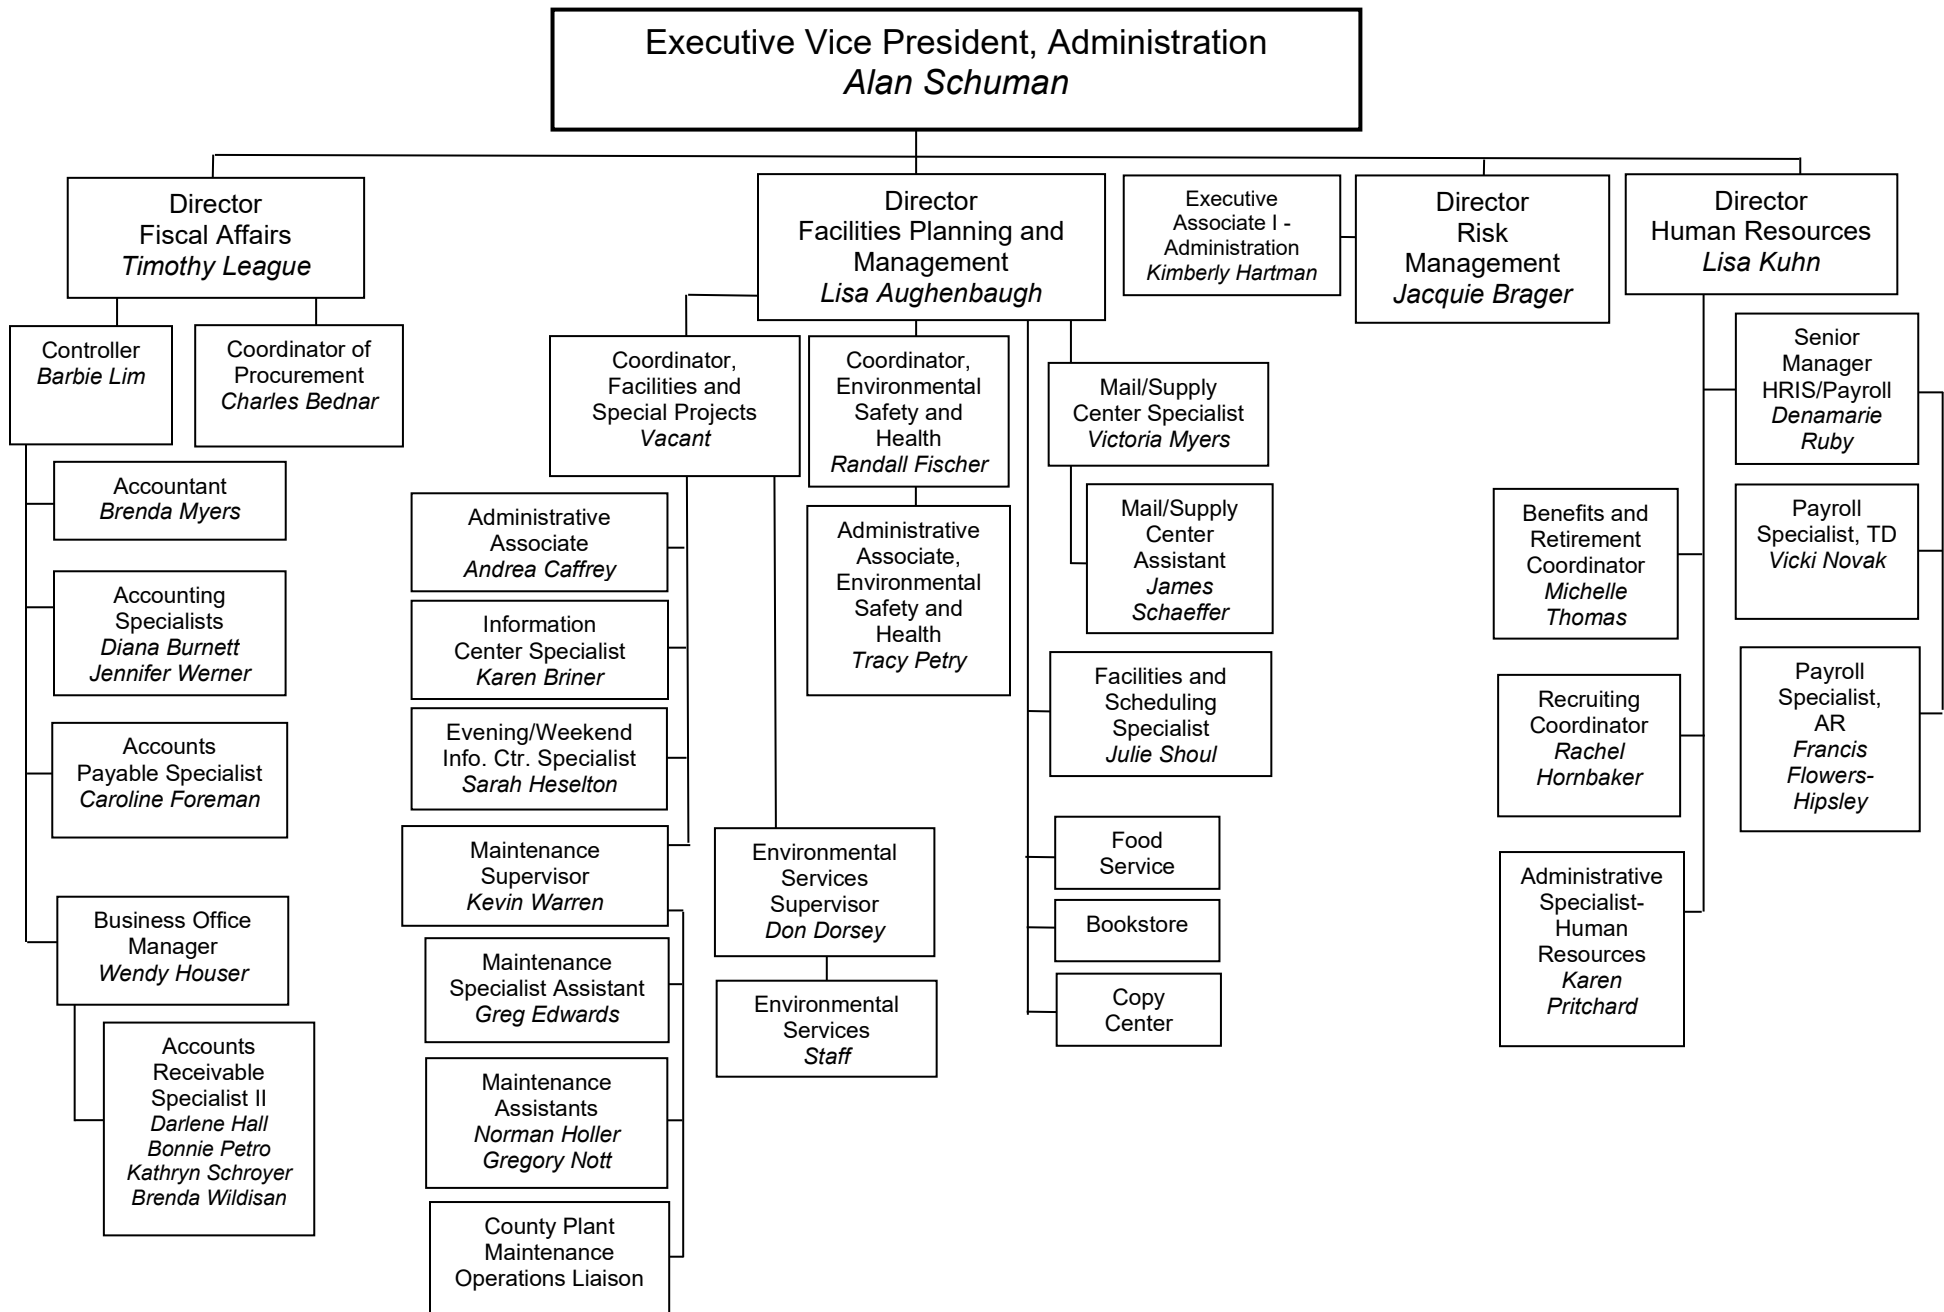 Executive Vice President, Administration
Alan Schuman
Director
Fiscal Affairs
Timothy League
Director
Facilities Planning and
Management
Lisa Aughenbaugh
Executive
Associate I -
Administration
Kimberly Hartman
Director
Risk
Management
Jacquie Brager
Director
Human Resources
Lisa Kuhn
Controller
Barbie Lim
Coordinator of
Procurement
Charles Bednar
Accountant
Brenda Myers
Accounting
Specialists
Diana Burnett
Jennifer Werner
Accounts
Payable Specialist
Caroline Foreman
Business Office
Manager
Wendy Houser
Accounts
Receivable
Specialist II
Darlene Hall
Bonnie Petro
Kathryn Schroyer
Brenda Wildisan
Coordinator,
Facilities and
Special Projects
Vacant
Administrative
Associate
Andrea Caffrey
Information
Center Specialist
Karen Briner
Evening/Weekend
Info. Ctr. Specialist
Sarah Heselton
Maintenance
Supervisor
Kevin Warren
Maintenance
Specialist Assistant
Greg Edwards
Maintenance
Assistants
Norman Holler
Gregory Nott
County Plant
Maintenance
Operations Liaison
Environmental
Services
Supervisor
Don Dorsey
Environmental
Services
Staff
Coordinator,
Environmental
Safety and
Health
Randall Fischer
Administrative
Associate,
Environmental
Safety and
Health
Tracy Petry
Mail/Supply
Center Specialist
Victoria Myers
Mail/Supply
Center
Assistant
James
Schaeffer
Facilities and
Scheduling
Specialist
Julie Shoul
Food
Service
Bookstore
Copy
Center
Senior
Manager
HRIS/Payroll
Denamarie
Ruby
Payroll
Specialist, TD
Vicki Novak
Payroll
Specialist,
AR
Francis
Flowers-
Hipsley
Benefits and
Retirement
Coordinator
Michelle
Thomas
Recruiting
Coordinator
Rachel
Hornbaker
Administrative
Specialist-
Human
Resources
Karen
Pritchard